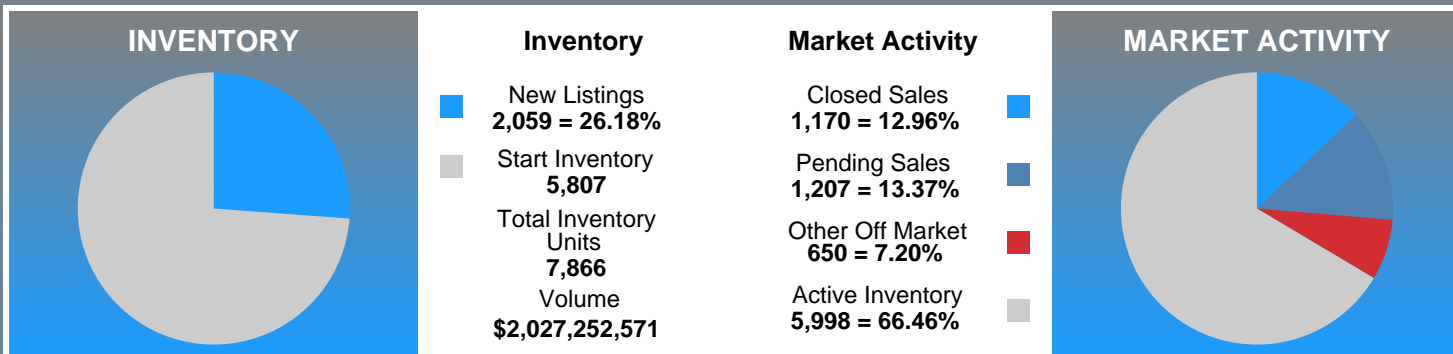 INVENTORY
Inventory
New Listings
2,059 = 26.18%
Start Inventory
5,807
Total Inventory
Units
7,866
Volume
$2,027,252,571
Market Activity
Closed Sales
1,170 = 12.96%
Pending Sales
1,207 = 13.37%
Other Off Market
650 = 7.20%
Active Inventory
5,998 = 66.46%
MARKET ACTIVITY